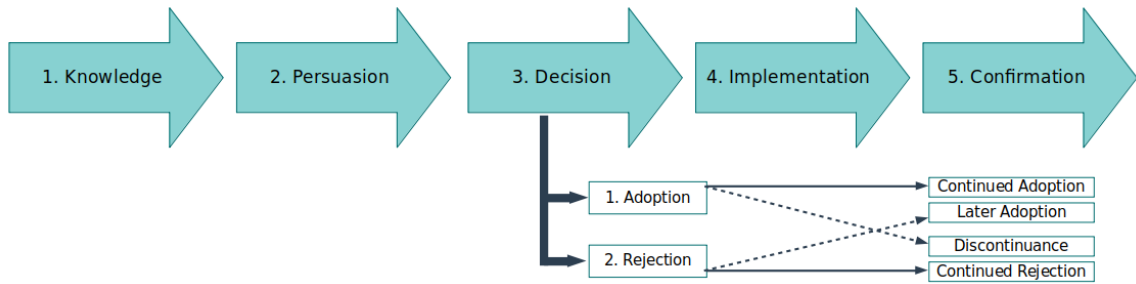 1. Knowledge
2. Persuasion
3. Decision
4. Implementation
5. Confirmation
1. Adoption
2. Rejection
Continued Adoption
Later Adoption
Discontinuance
Continued Rejection